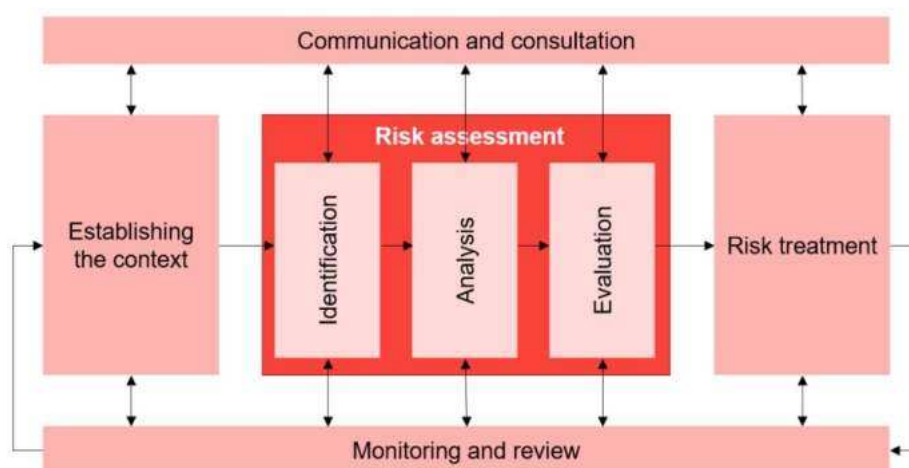 Communication and consultation
Risk assessment
Establishing
the context
Identification
Analysis
Evaluation
Risk treatment
Monitoring and review